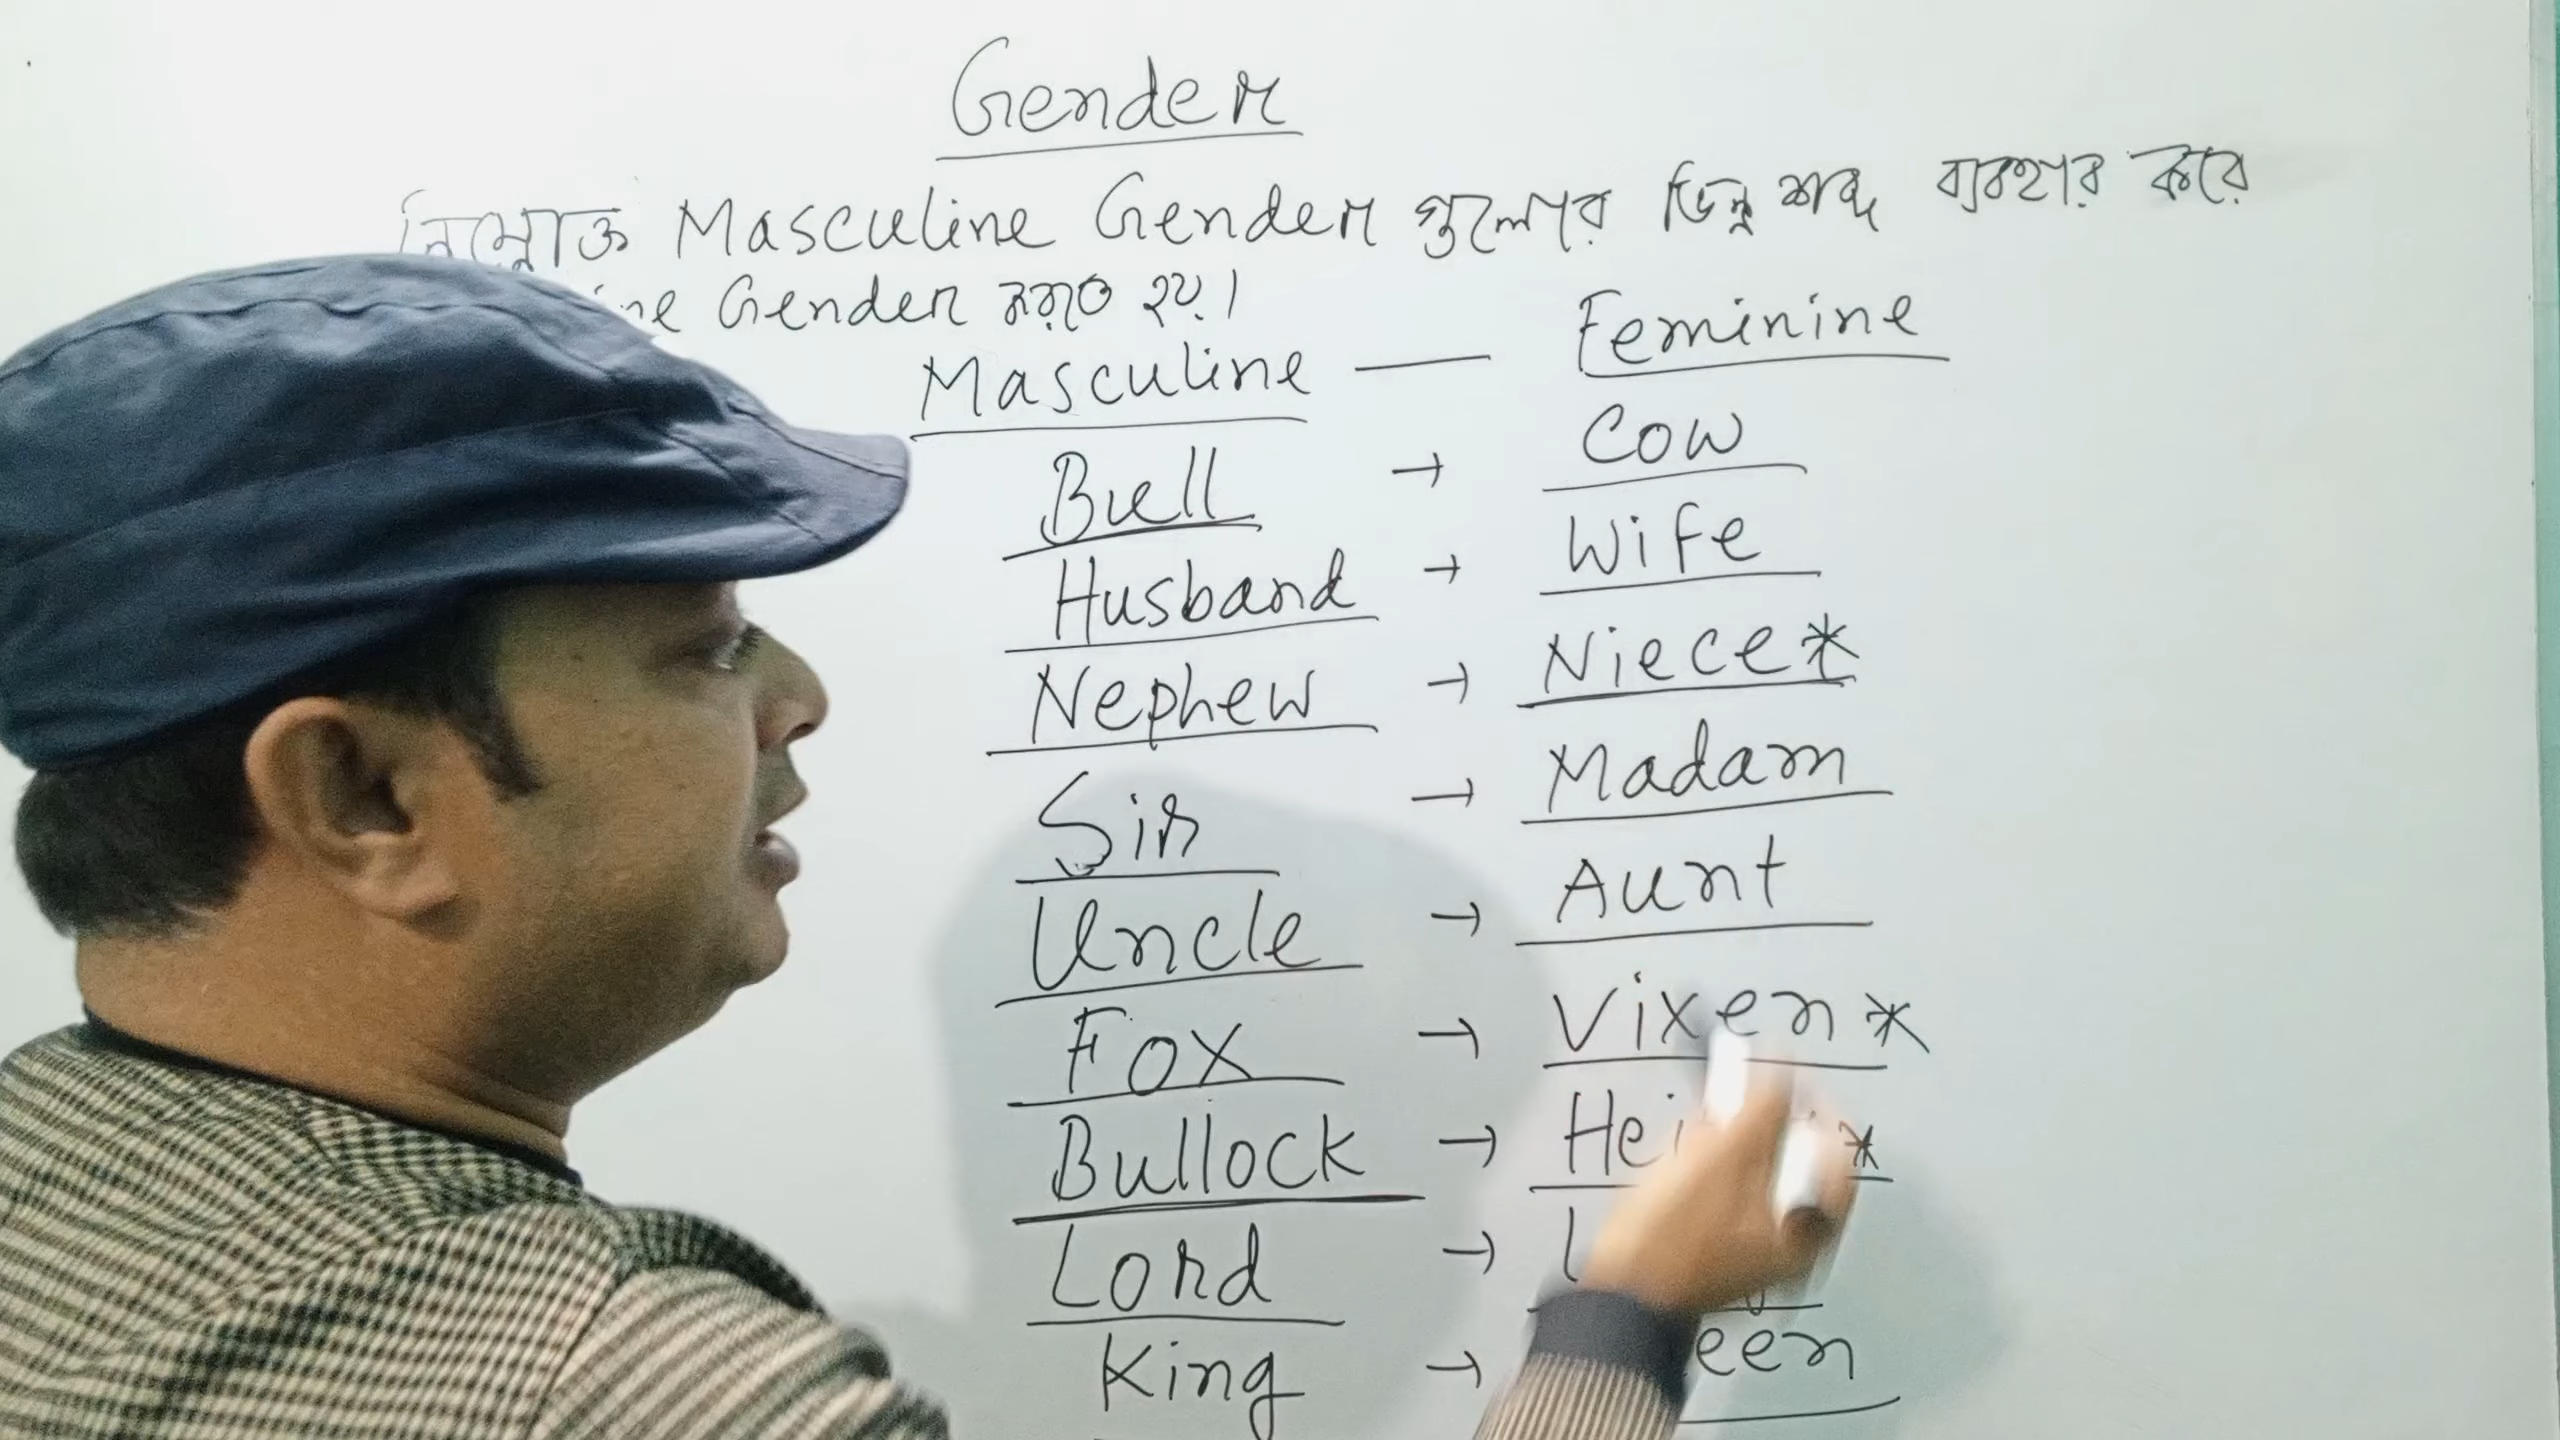 Gender
নিম্নোক্ত Masculine Gender গুলোর ভিন্ন শব্দ ব্যবহার করে
Gender করতে হয়।
Masculine — Feminine
Bull → Cow
Husband → Wife
Nephew → Niece*
Sir → Madam
Uncle → Aunt
Fox → Vixen*
Bullock → *
Lord →
King →